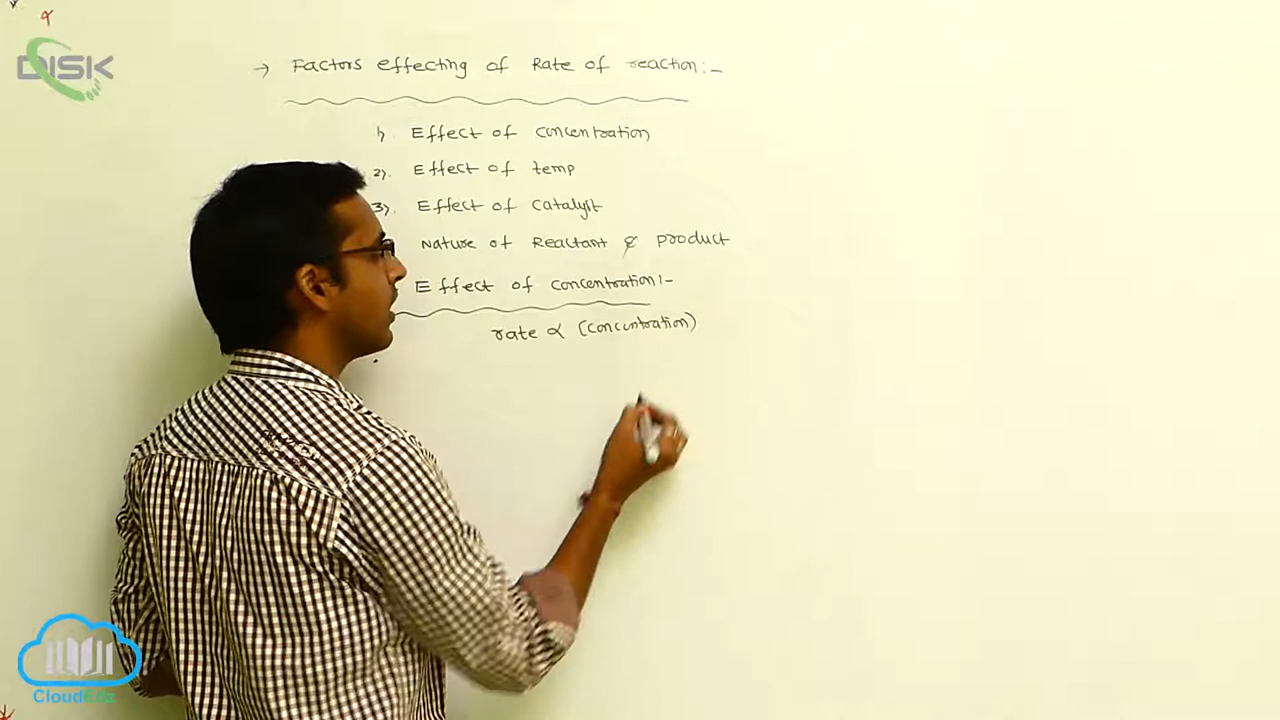 DISK
→ Factors effecting of Rate of reaction:-
1). Effect of concentration
2). Effect of temp
3). Effect of catalyst
Nature of Reactant & product
Effect of concentration:-
rate ∝ (concentration)
CloudEdz